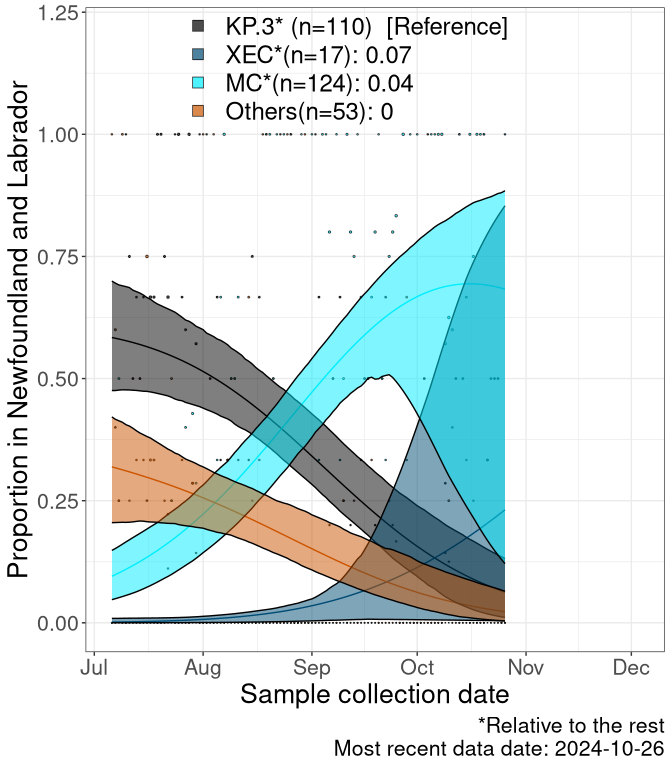 KP.3* (n=110)  [Reference]
XEC*(n=17): 0.07
MC*(n=124): 0.04
Others(n=53): 0
Proportion in Newfoundland and Labrador
1.25
1.00
0.75
0.50
0.25
0.00
Jul Aug Sep Oct Nov Dec
Sample collection date
*Relative to the rest
Most recent data date: 2024-10-26